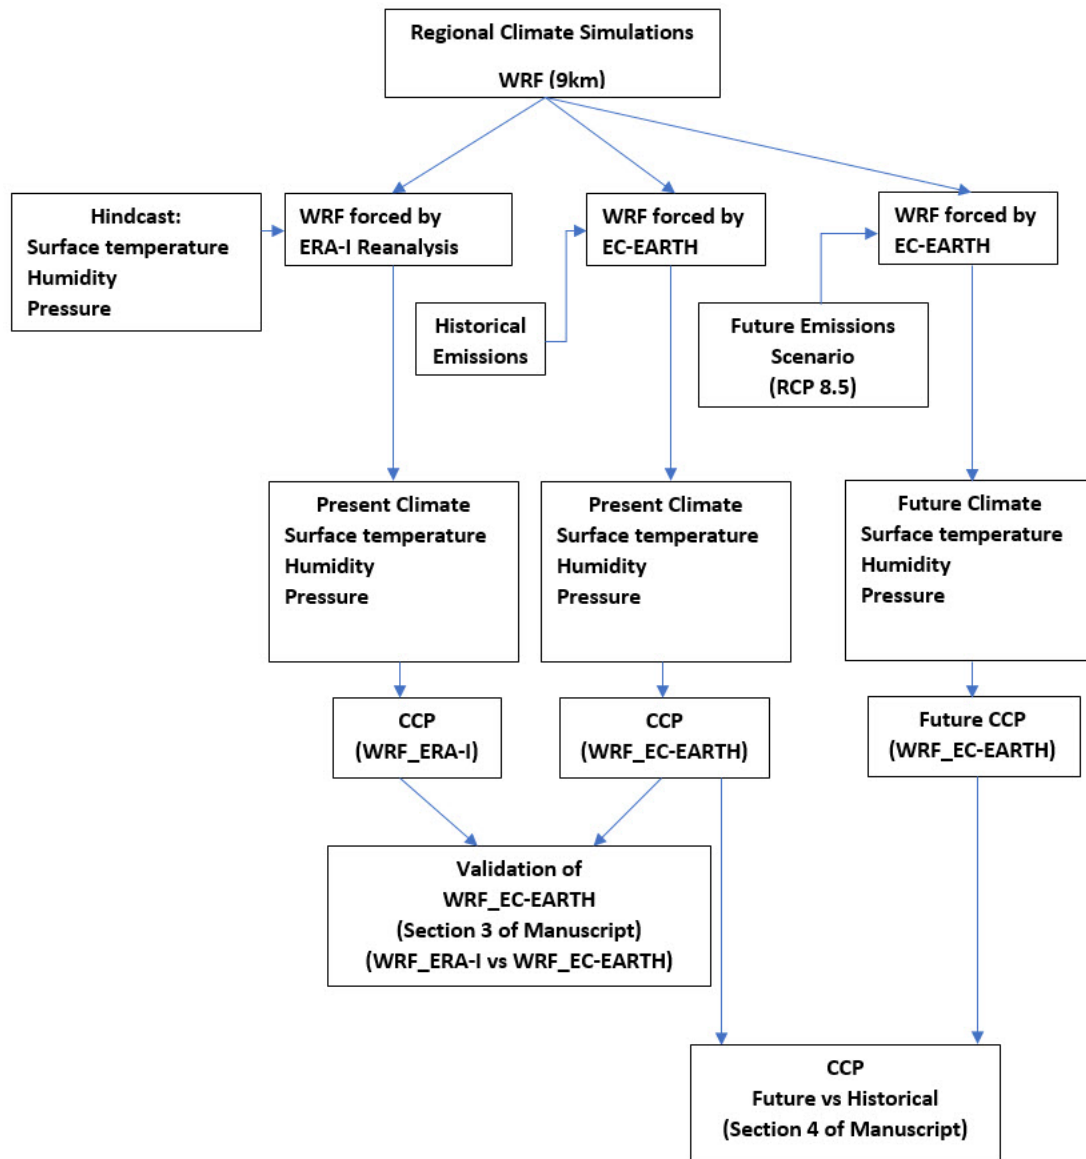 Regional Climate Simulations
WRF (9km)
Hindcast:
Surface temperature
Humidity
Pressure
WRF forced by
ERA-I Reanalysis
WRF forced by
EC-EARTH
WRF forced by
EC-EARTH
Historical
Emissions
Future Emissions
Scenario
(RCP 8.5)
Present Climate
Surface temperature
Humidity
Pressure
Present Climate
Surface temperature
Humidity
Pressure
Future Climate
Surface temperature
Humidity
Pressure
CCP
(WRF_ERA-I)
CCP
(WRF_EC-EARTH)
Future CCP
(WRF_EC-EARTH)
Validation of
WRF_EC-EARTH
(Section 3 of Manuscript)
(WRF_ERA-I vs WRF_EC-EARTH)
CCP
Future vs Historical
(Section 4 of Manuscript)